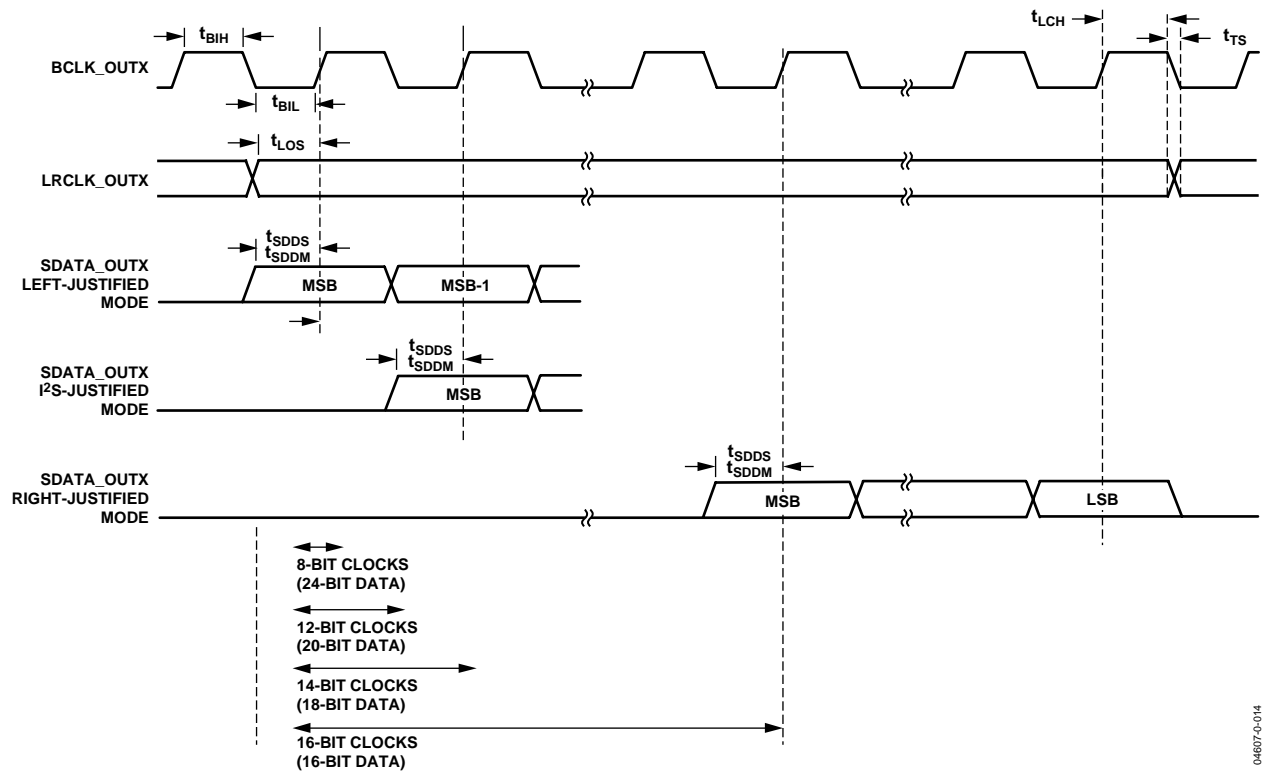 tBIH
tLCH
tTS
BCLK_OUTX
tBIL
tLOS
LRCLK_OUTX
tSDDS
tSDDM
SDATA_OUTX
LEFT-JUSTIFIED
MODE
MSB
MSB-1
tSDDS
tSDDM
SDATA_OUTX
I2S-JUSTIFIED
MODE
MSB
tSDDS
tSDDM
SDATA_OUTX
RIGHT-JUSTIFIED
MODE
MSB
LSB
8-BIT CLOCKS
(24-BIT DATA)
12-BIT CLOCKS
(20-BIT DATA)
14-BIT CLOCKS
(18-BIT DATA)
16-BIT CLOCKS
(16-BIT DATA)
04607-0-014